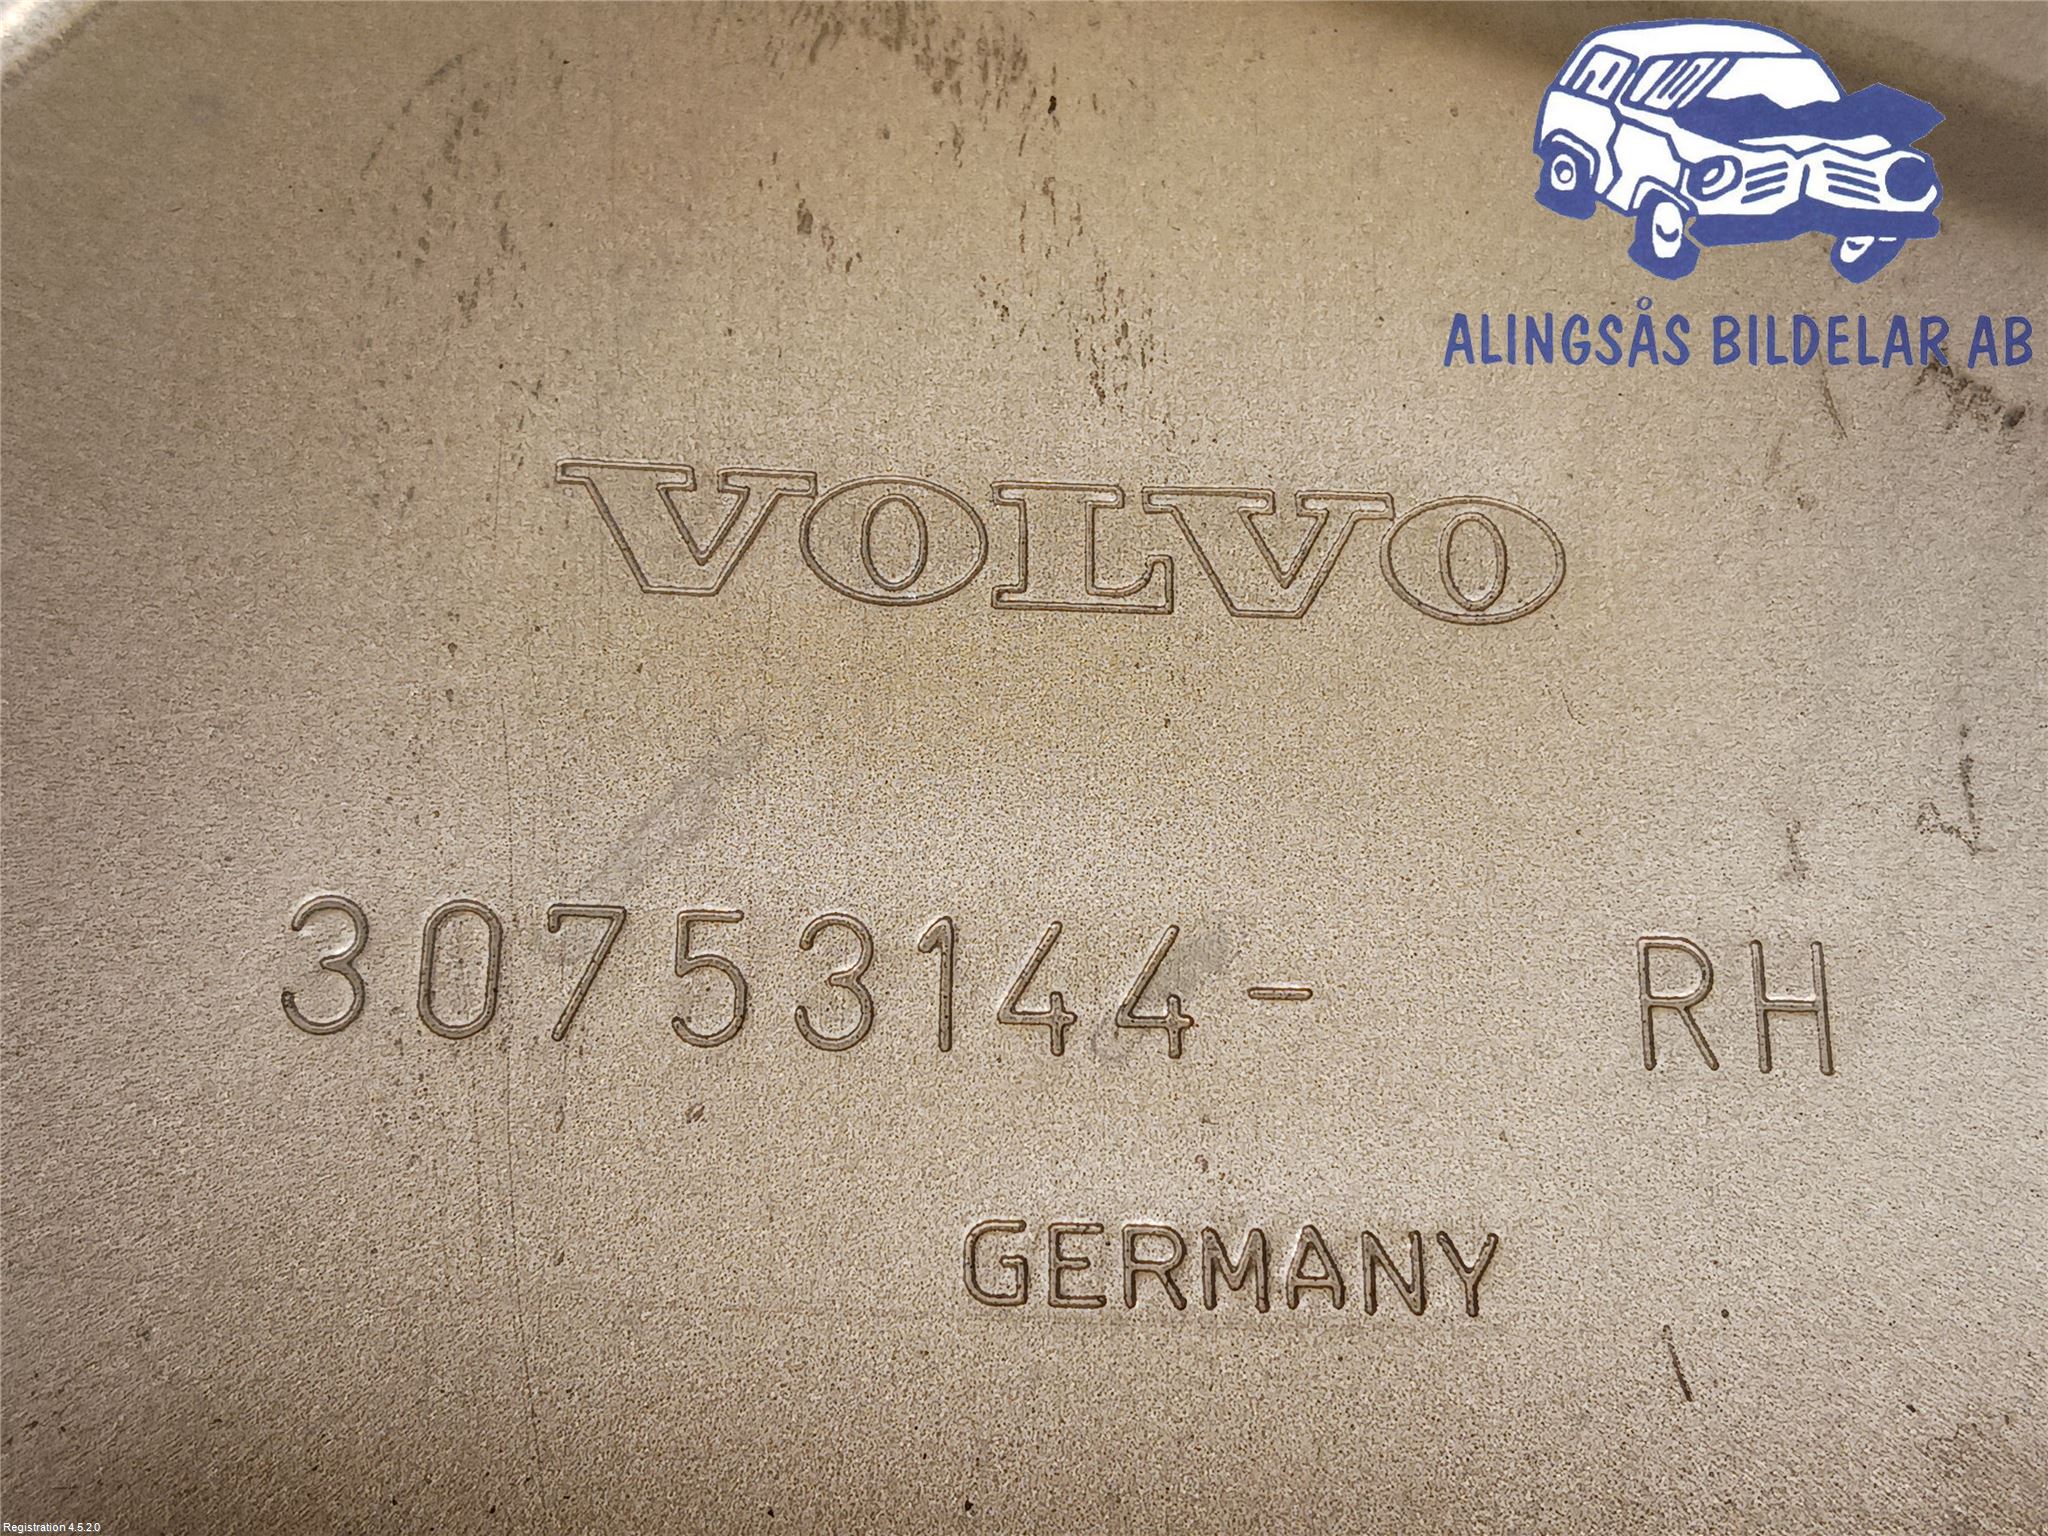 ALINGSÅS BILDELAR AB
VOLVO
30753144- RH
GERMANY
Registration 4.5.2.0